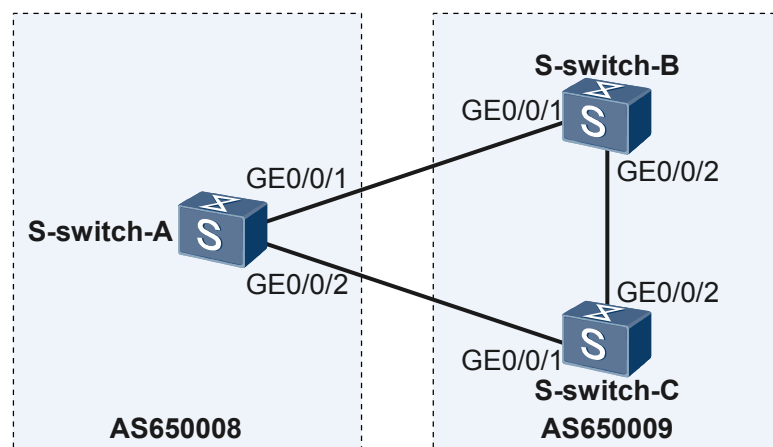 S-switch-B
GE0/0/1
S
GE0/0/2
GE0/0/1
S-switch-A
S
GE0/0/2
GE0/0/2
S
GE0/0/1
S-switch-C
AS650008
AS650009